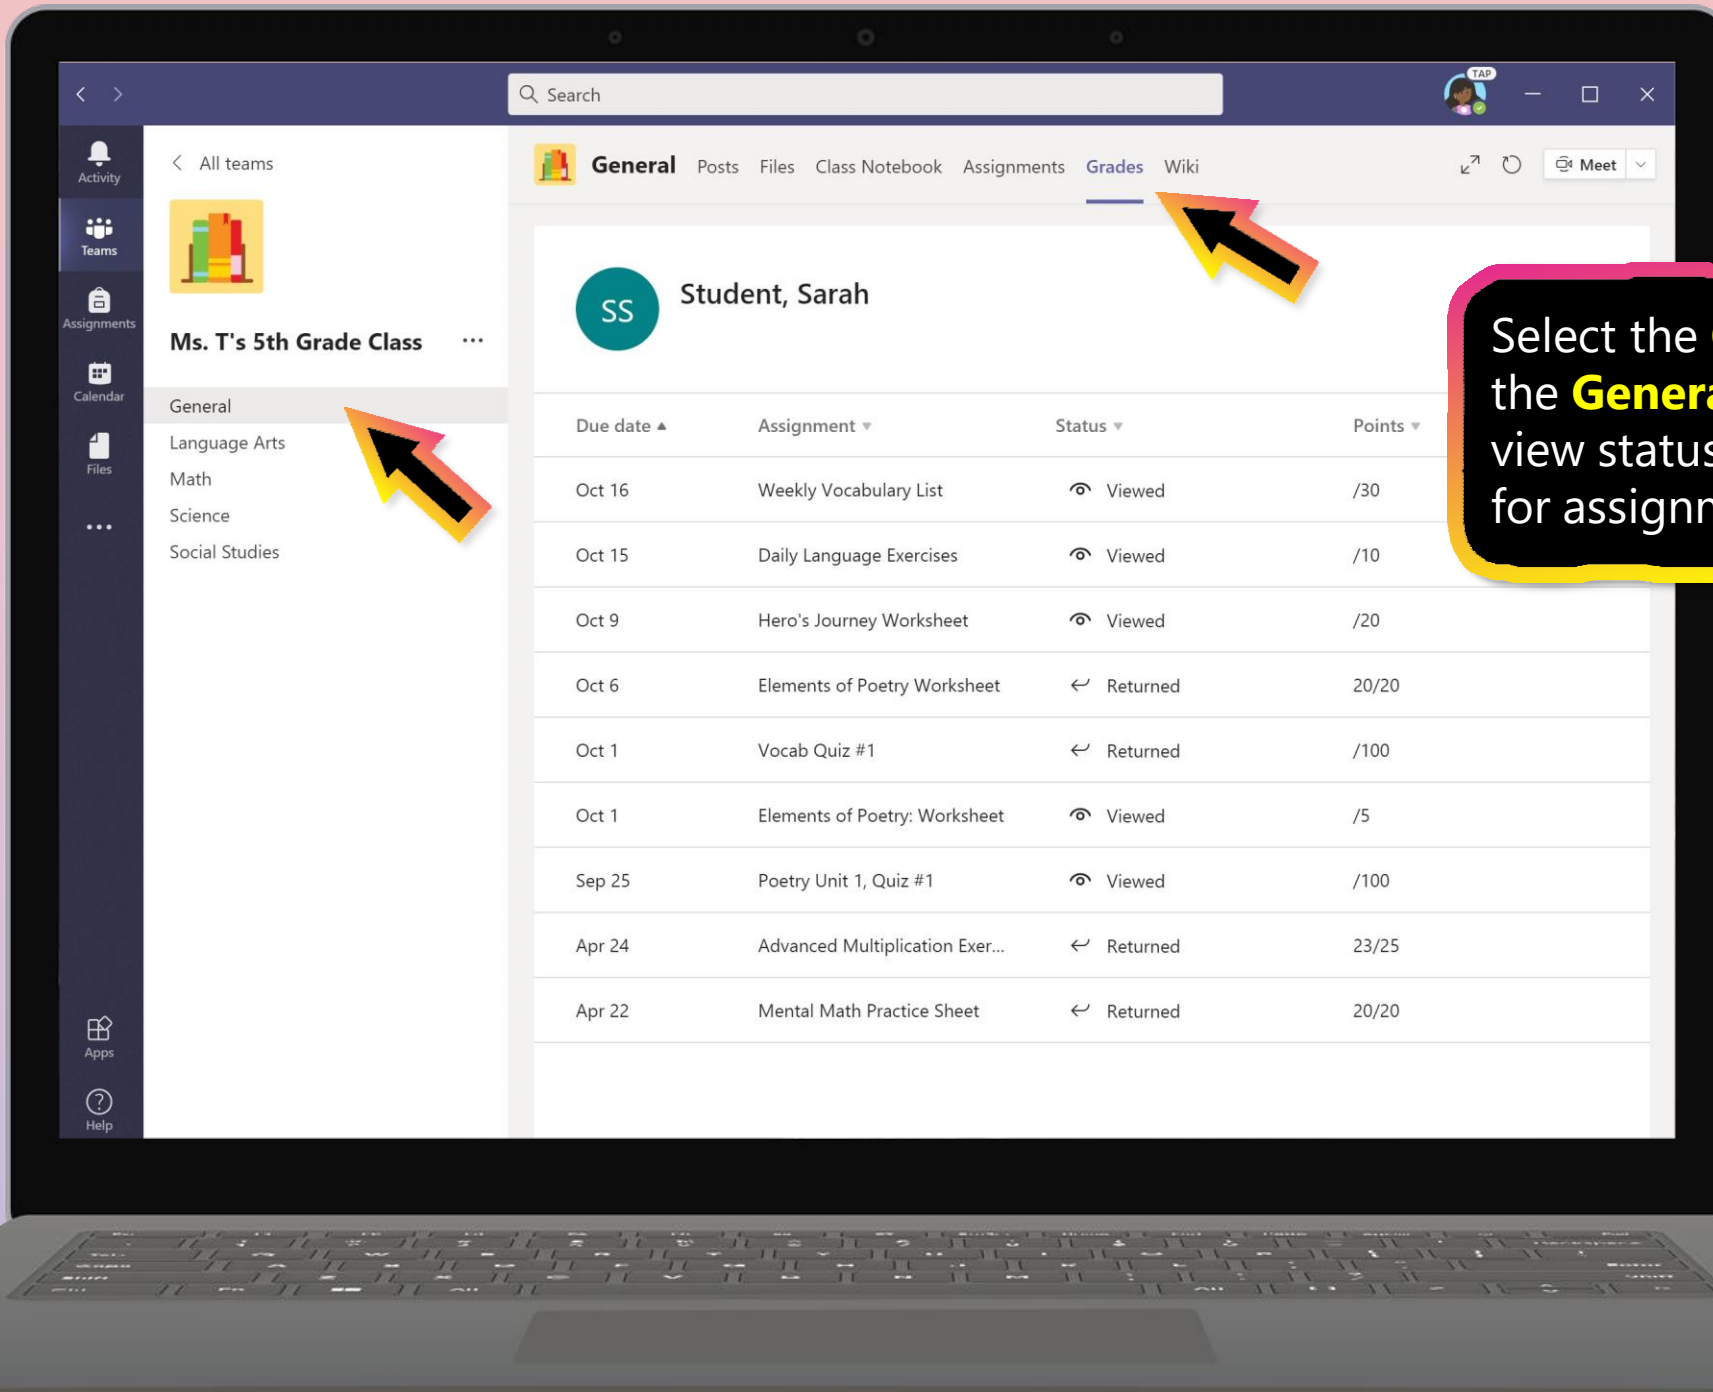 TAP
Search
Activity
Teams
Assignments
Calendar
Files
Apps
Help
All teams
Ms. T's 5th Grade Class
General
Language Arts
Math
Science
Social Studies
General Posts Files Class Notebook Assignments Grades Wiki
Meet
SS
Student, Sarah
Due date Assignment Status Points
Oct 16 Weekly Vocabulary List Viewed /30
Oct 15 Daily Language Exercises Viewed /10
Oct 9 Hero's Journey Worksheet Viewed /20
Oct 6 Elements of Poetry Worksheet Returned 20/20
Oct 1 Vocab Quiz #1 Returned /100
Oct 1 Elements of Poetry: Worksheet Viewed /5
Sep 25 Poetry Unit 1, Quiz #1 Viewed /100
Apr 24 Advanced Multiplication Exer... Returned 23/25
Apr 22 Mental Math Practice Sheet Returned 20/20
Select the
the Genera
view status
for assignm